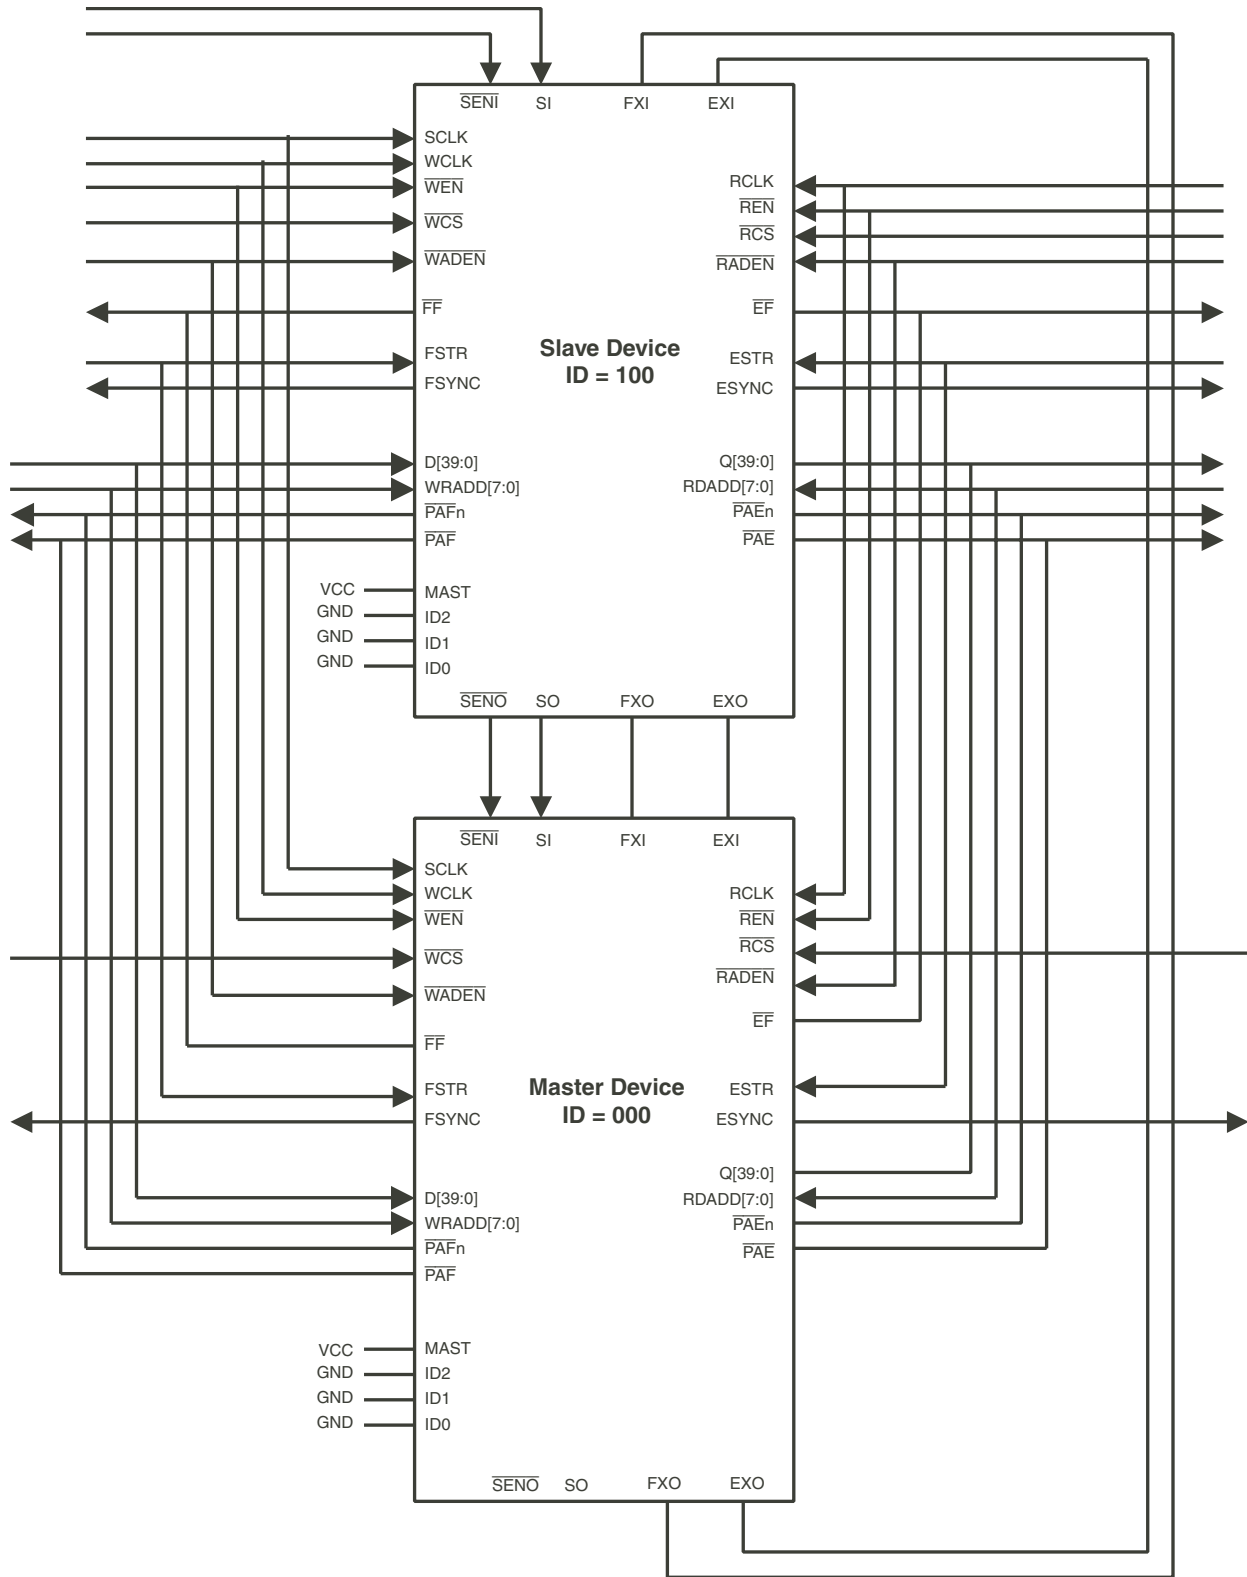 SENI SI FXI EXI
SCLK
WCLK
WEN
RCLK
REN
WCS
RCS
WADEN
RADEN
FF
EF
Slave Device
ID = 100
FSTR
ESTR
FSYNC
ESYNC
D[39:0]
Q[39:0]
WRADD[7:0]
RDADD[7:0]
PAFn
PAEn
PAF
PAE
VCC MAST
GND ID2
GND ID1
GND ID0
SENO SO FXO EXO
SENI SI FXI EXI
SCLK
WCLK
RCLK
WEN
REN
WCS
RCS
WADEN
RADEN
EF
FF
Master Device
ID = 000
FSTR
ESTR
FSYNC
ESYNC
Q[39:0]
D[39:0]
RDADD[7:0]
WRADD[7:0]
PAEn
PAFn
PAE
PAF
VCC MAST
GND ID2
GND ID1
GND ID0
SENO SO FXO EXO